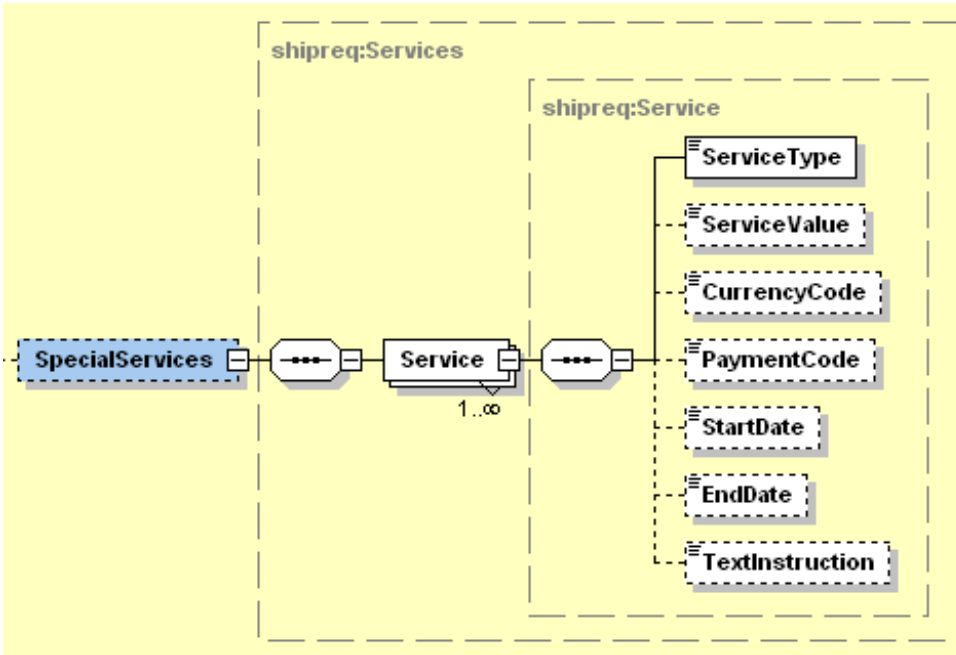 shipreq:Services
shipreq:Service
ServiceType
ServiceValue
CurrencyCode
SpecialServices
Service
PaymentCode
1..∞
StartDate
EndDate
TextInstruction